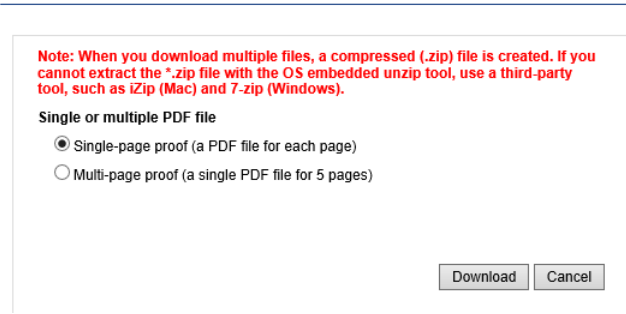 Note: When you download multiple files, a compressed (.zip) file is created. If you
cannot extract the *.zip file with the OS embedded unzip tool, use a third-party
tool, such as iZip (Mac) and 7-zip (Windows).
Single or multiple PDF file
Single-page proof (a PDF file for each page)
Multi-page proof (a single PDF file for 5 pages)
Download Cancel